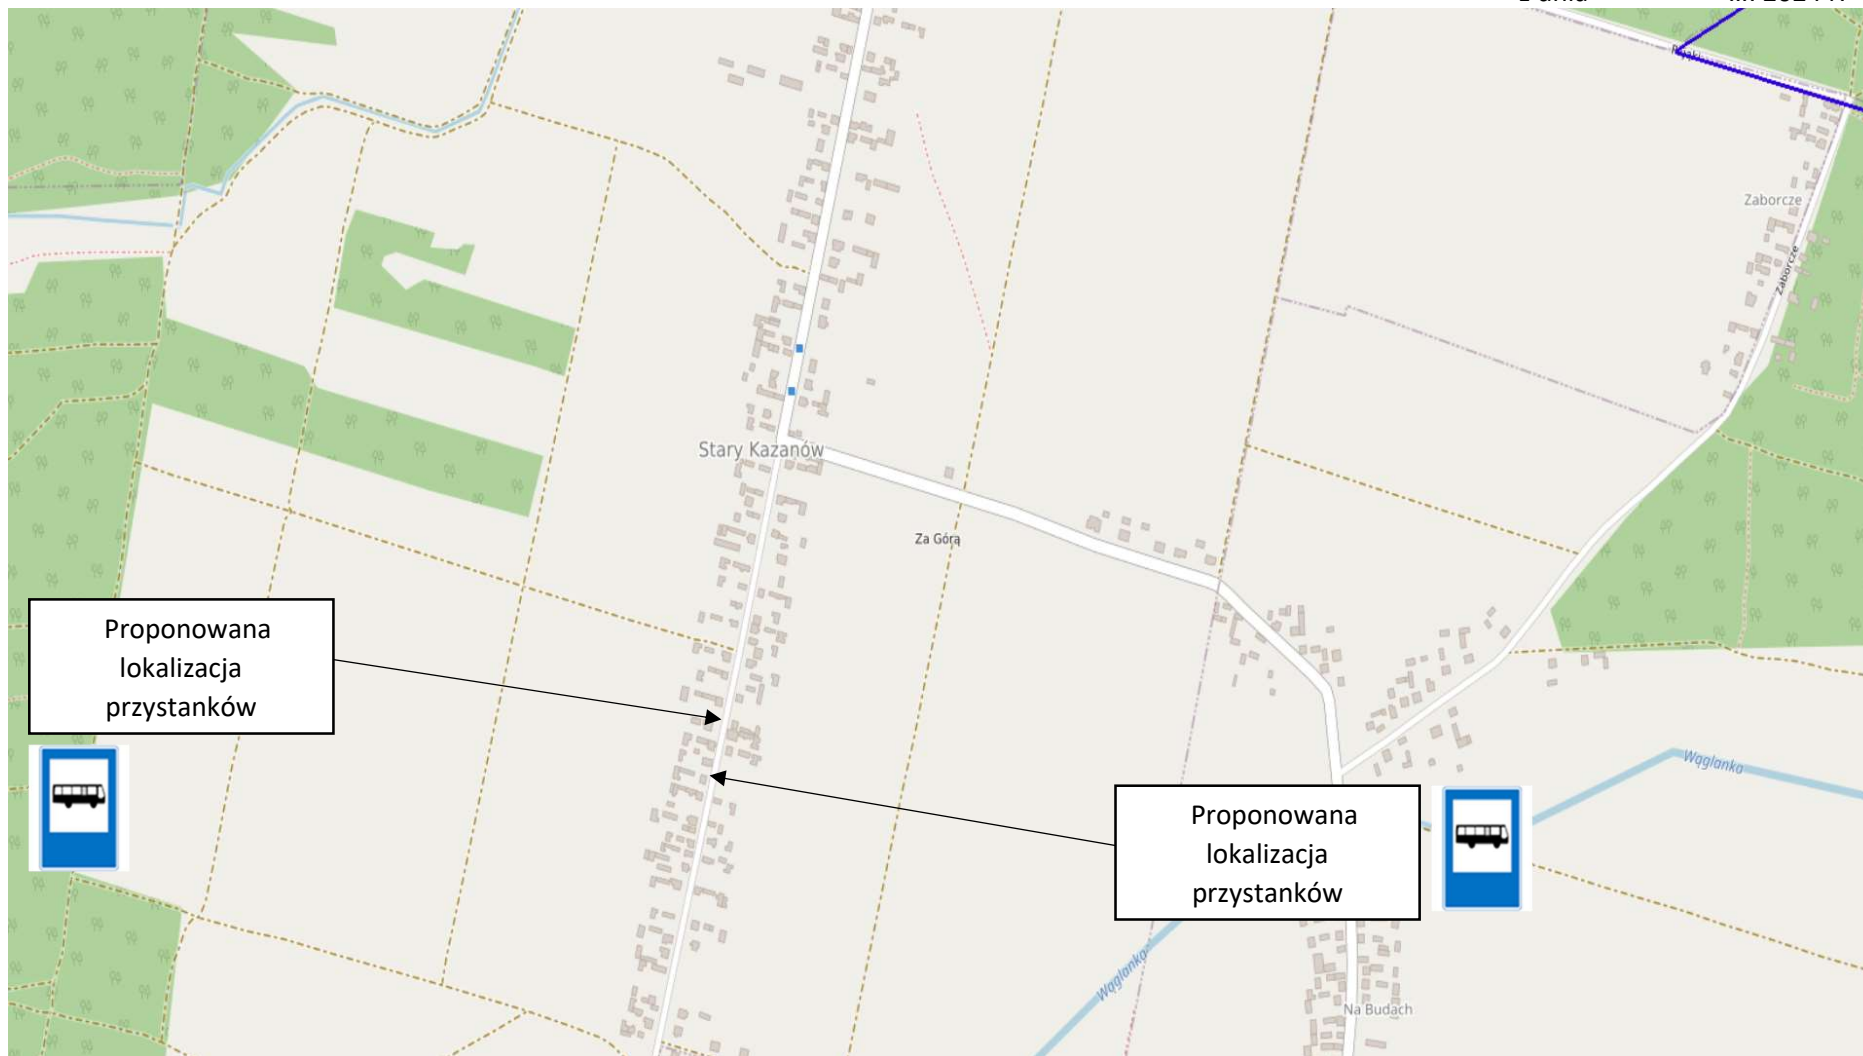 Zaborcze
Zaborcze
Stary Kazanów
Za Górą
Proponowana
lokalizacja
przystanków
Wąglanka
Proponowana
lokalizacja
przystanków
Wąglanka
Na Budach